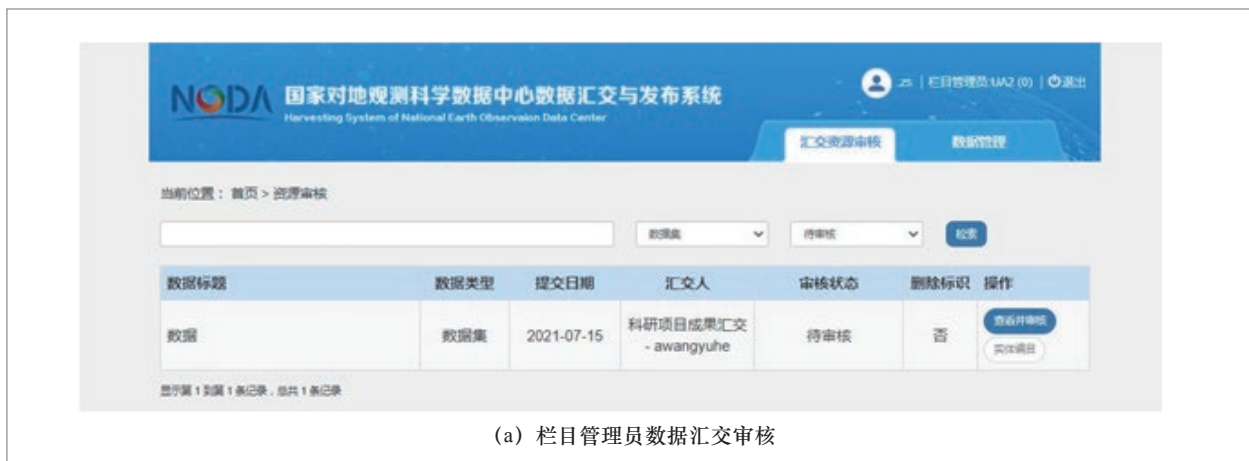 NODA 国家对地观测科学数据中心数据汇交与发布系统
Harvesting System of National Earth Observaion Data Center
zs | 栏目管理员:UA2 (0) | 退出
汇交资源审核 数据管理
当前位置： 首页 > 资源审核
数据集 待审核 检索
数据标题 数据类型 提交日期 汇交人 审核状态 删除标识 操作
数据 数据集 2021-07-15 科研项目成果汇交 - awangyuhe 待审核 否 查看并审核
实体编目
显示第 1 到第 1 条记录，总共 1 条记录
(a) 栏目管理员数据汇交审核